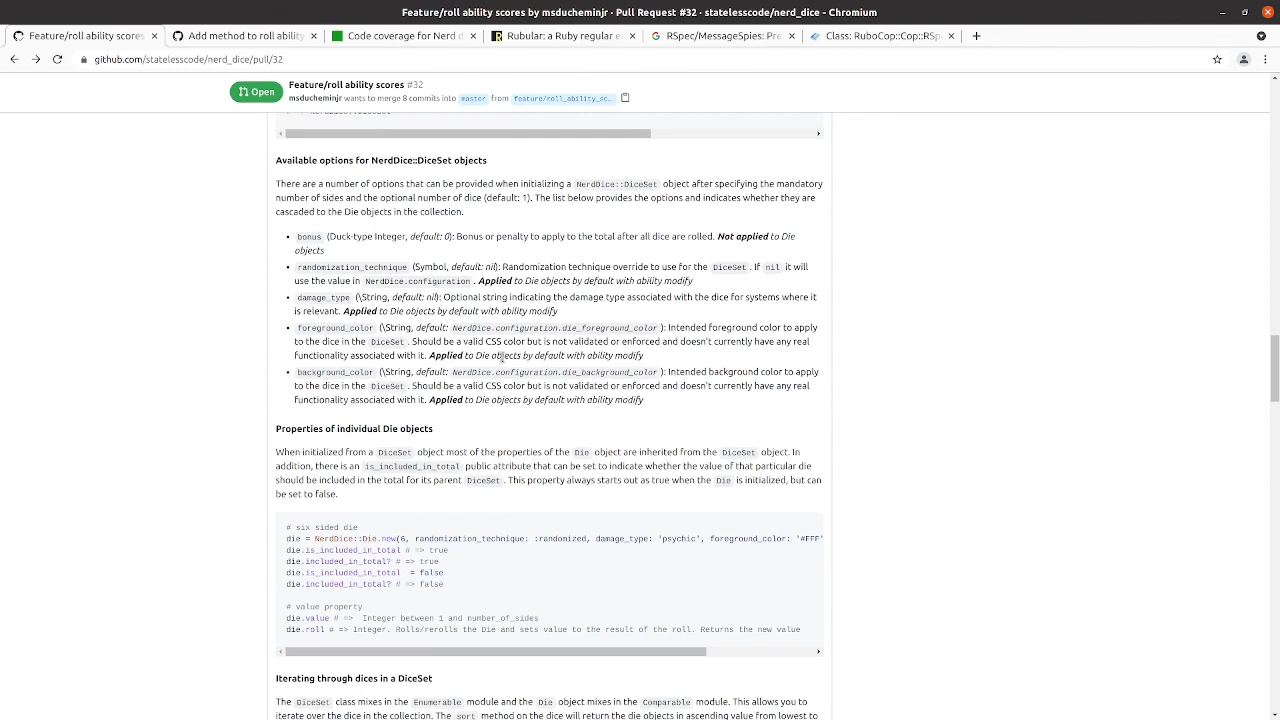 Feature/roll ability scores by msducheminjr - Pull Request #32 - statelesscode/nerd_dice - Chromium
Feature/roll ability scores
Add method to roll ability
Code coverage for Nerd d
Rubular: a Ruby regular e
RSpec/MessageSpies: Pre
Class: RuboCop::Cop::RSp
github.com/statelesscode/nerd_dice/pull/32
Open
Feature/roll ability scores #32
msducheminjr wants to merge 8 commits into master from feature/roll_ability_sc...
Available options for NerdDice::DiceSet objects
There are a number of options that can be provided when initializing a NerdDice::DiceSet object after specifying the mandatory
number of sides and the optional number of dice (default: 1). The list below provides the options and indicates whether they are
cascaded to the Die objects in the collection.
• bonus (Duck-type Integer, default: 0): Bonus or penalty to apply to the total after all dice are rolled. Not applied to Die
objects
• randomization_technique (Symbol, default: nil): Randomization technique override to use for the DiceSet. If nil it will
use the value in NerdDice.configuration. Applied to Die objects by default with ability modify
• damage_type (\String, default: nil): Optional string indicating the damage type associated with the dice for systems where it
is relevant. Applied to Die objects by default with ability modify
• foreground_color (\String, default: NerdDice.configuration.die_foreground_color): Intended foreground color to apply
to the dice in the DiceSet. Should be a valid CSS color but is not validated or enforced and doesn't currently have any real
functionality associated with it. Applied to Die objects by default with ability modify
• background_color (\String, default: NerdDice.configuration.die_background_color): Intended background color to apply
to the dice in the DiceSet. Should be a valid CSS color but is not validated or enforced and doesn't currently have any real
functionality associated with it. Applied to Die objects by default with ability modify
Properties of individual Die objects
When initialized from a DiceSet object most of the properties of the Die object are inherited from the DiceSet object. In
addition, there is an is_included_in_total public attribute that can be set to indicate whether the value of that particular die
should be included in the total for its parent DiceSet. This property always starts out as true when the Die is initialized, but can
be set to false.
# six sided die
die = NerdDice::Die.new(6, randomization_technique: :randomized, damage_type: 'psychic', foreground_color: '#FFF'
die.is_included_in_total # => true
die.included_in_total? # => true
die.is_included_in_total = false
die.included_in_total? # => false
# value property
die.value # => Integer between 1 and number_of_sides
die.roll # => Integer. Rolls/rerolls the Die and sets value to the result of the roll. Returns the new value
Iterating through dices in a DiceSet
The DiceSet class mixes in the Enumerable module and the Die object mixes in the Comparable module. This allows you to
iterate over the dice in the collection. The sort method on the dice will return the die objects in ascending value from lowest to